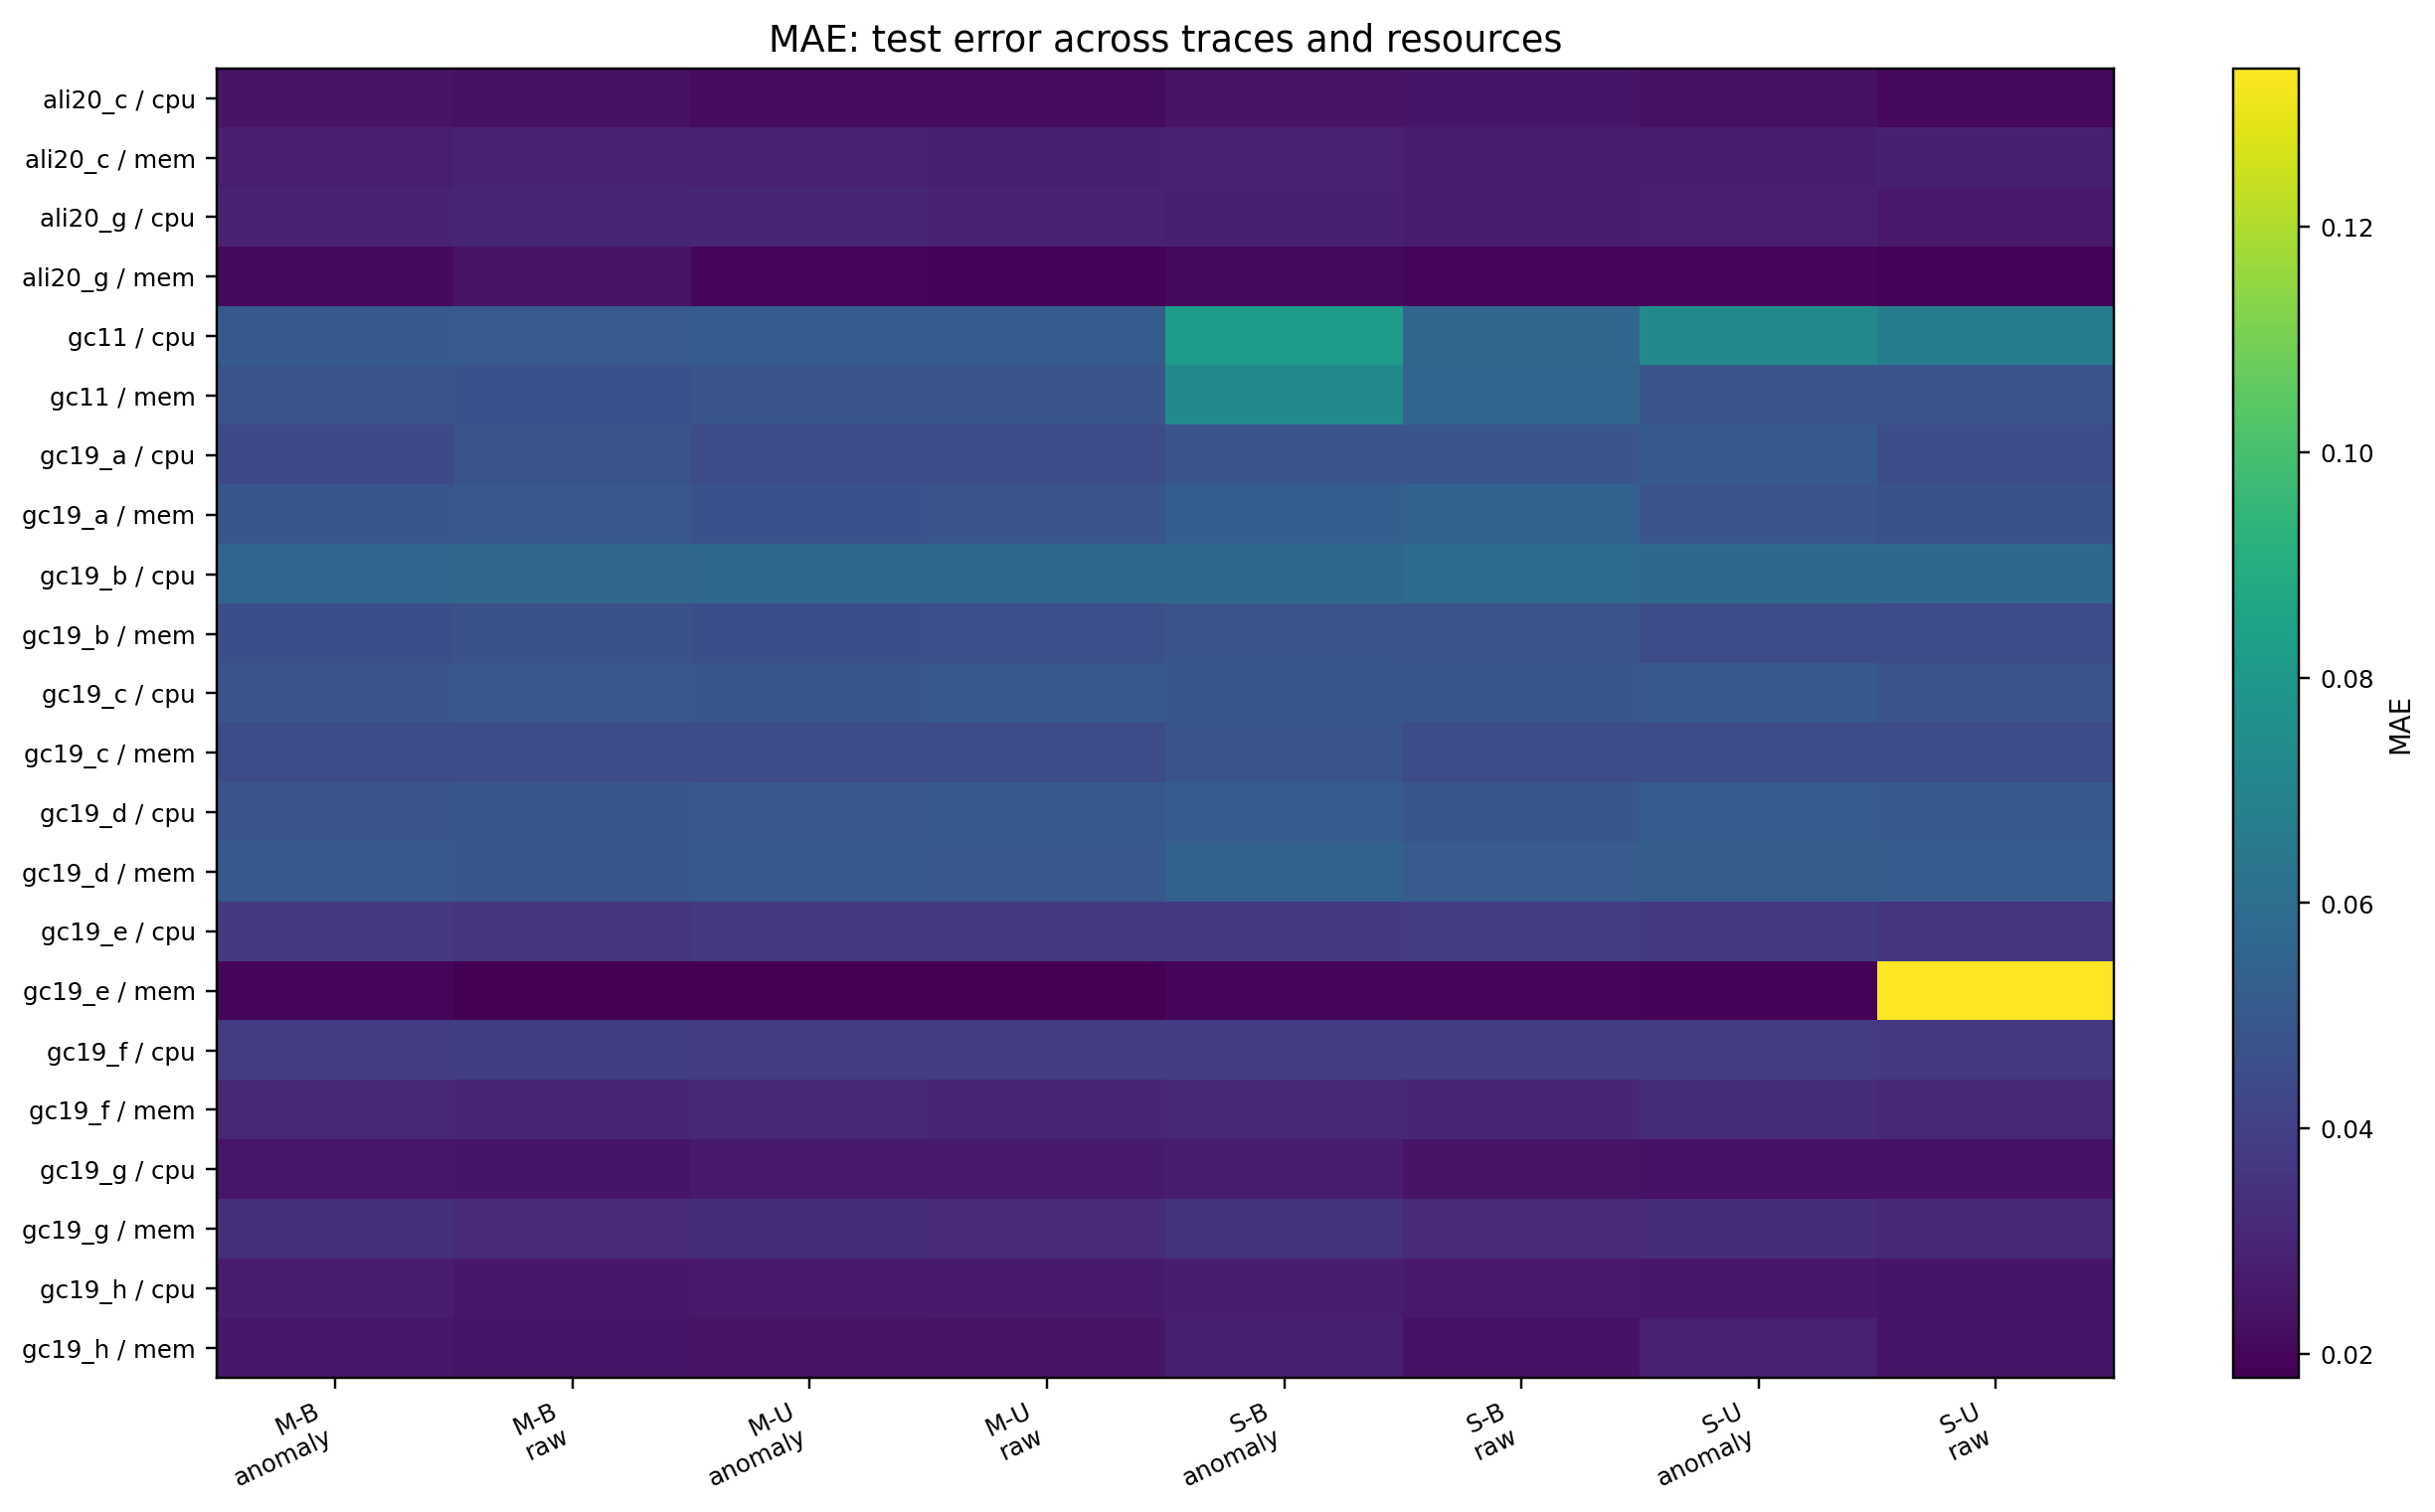 MAE: test error across traces and resources
ali20_c / cpu
ali20_c / mem
ali20_g / cpu
ali20_g / mem
gc11 / cpu
gc11 / mem
gc19_a / cpu
gc19_a / mem
gc19_b / cpu
gc19_b / mem
gc19_c / cpu
gc19_c / mem
gc19_d / cpu
gc19_d / mem
gc19_e / cpu
gc19_e / mem
gc19_f / cpu
gc19_f / mem
gc19_g / cpu
gc19_g / mem
gc19_h / cpu
gc19_h / mem
M-B
anomaly
M-B
raw
M-U
anomaly
M-U
raw
S-B
anomaly
S-B
raw
S-U
anomaly
S-U
raw
0.12
0.10
0.08
0.06
0.04
0.02
MAE